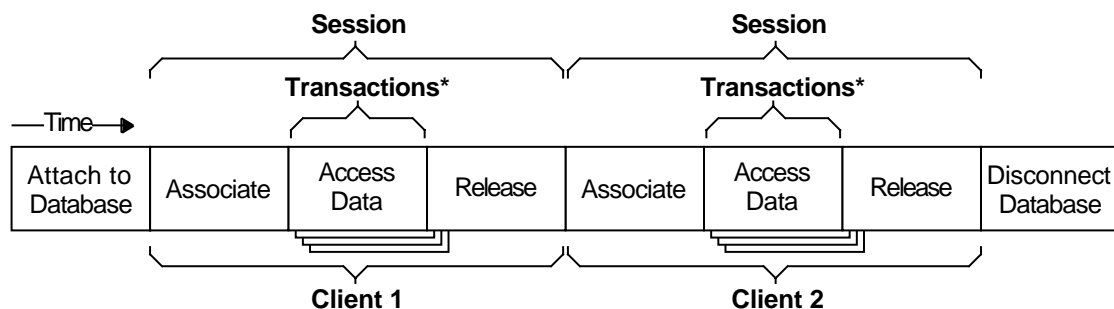 Session Session
Transactions* Transactions*
Time
Attach to Database
Associate
Access Data
Release
Associate
Access Data
Release
Disconnect Database
Client 1 Client 2